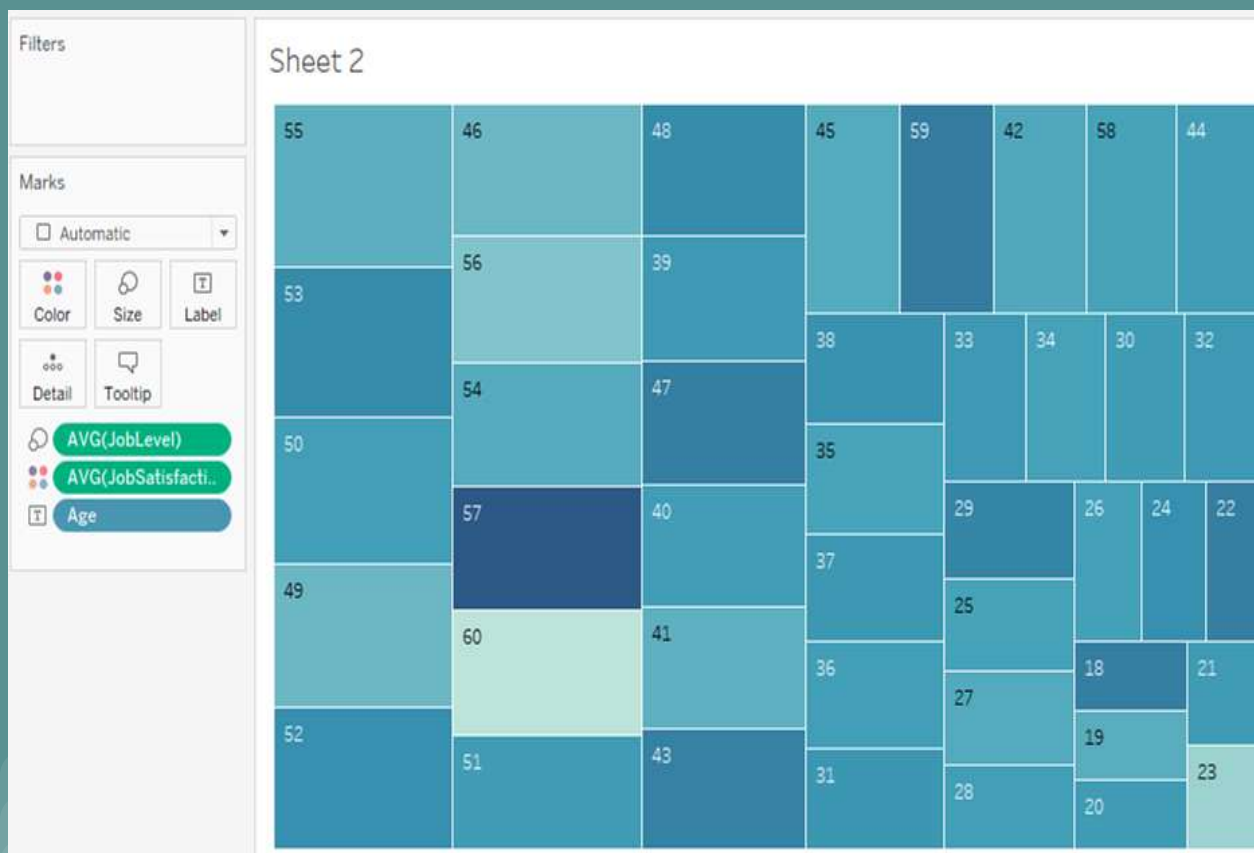 Filters
Sheet 2
Marks
Automatic
Color Size Label
Detail Tooltip
AVG(JobLevel)
AVG(JobSatisfacti..
Age
55 46 48 45 59 42 58 44
56 39
53
38 33 34 30 32
54 47
50 35
57 40 29 26 24 22
37
49 25
60 41
36 18 21
27
52 19
51 43 31 23
28 20